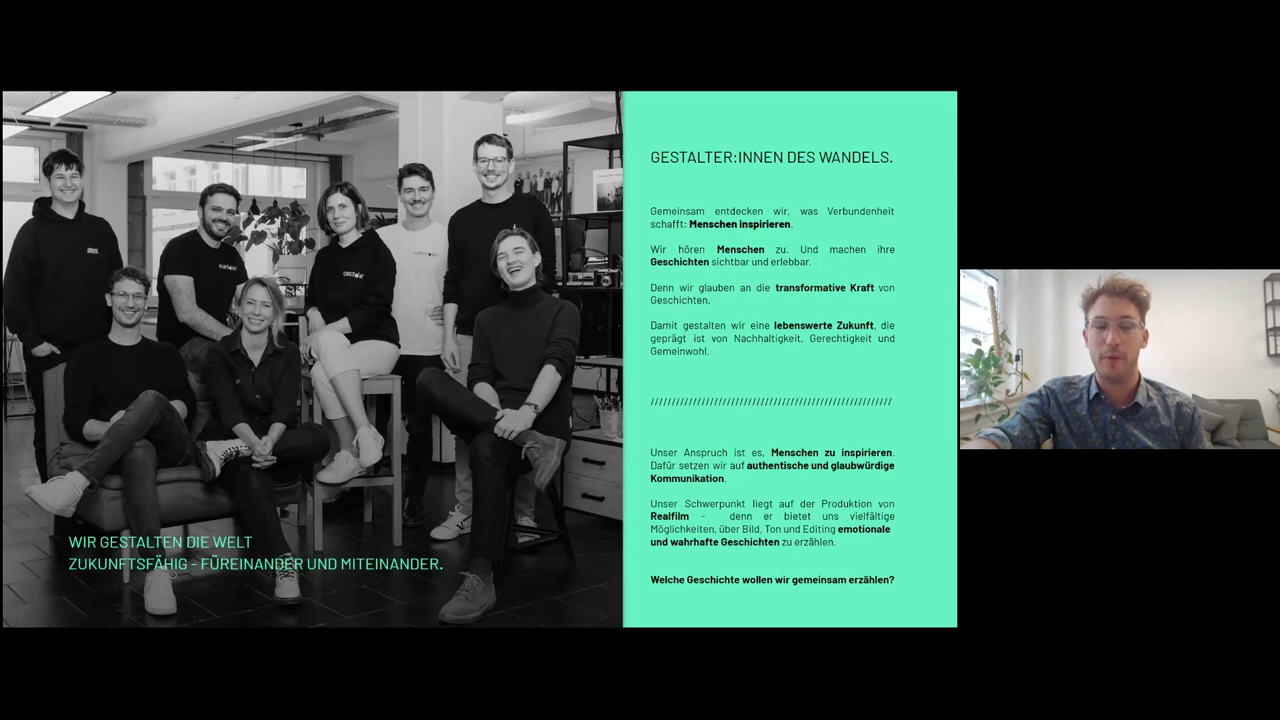 GESTALTER:INNEN DES WANDELS.
Gemeinsam entdecken wir, was Verbundenheit
schafft: Menschen inspirieren.
Wir hören Menschen zu. Und machen ihre
Geschichten sichtbar und erlebbar.
Denn wir glauben an die transformative Kraft von
Geschichten.
Damit gestalten wir eine lebenswerte Zukunft, die
geprägt ist von Nachhaltigkeit, Gerechtigkeit und
Gemeinwohl.
//////////////////////////////////////////////////////////
Unser Anspruch ist es, Menschen zu inspirieren.
Dafür setzen wir auf authentische und glaubwürdige
Kommunikation.
Unser Schwerpunkt liegt auf der Produktion von
Realfilm - denn er bietet uns vielfältige
Möglichkeiten, über Bild, Ton und Editing emotionale
und wahrhafte Geschichten zu erzählen.
Welche Geschichte wollen wir gemeinsam erzählen?
WIR GESTALTEN DIE WELT
ZUKUNFTSFÄHIG - FÜREINANDER UND MITEINANDER.